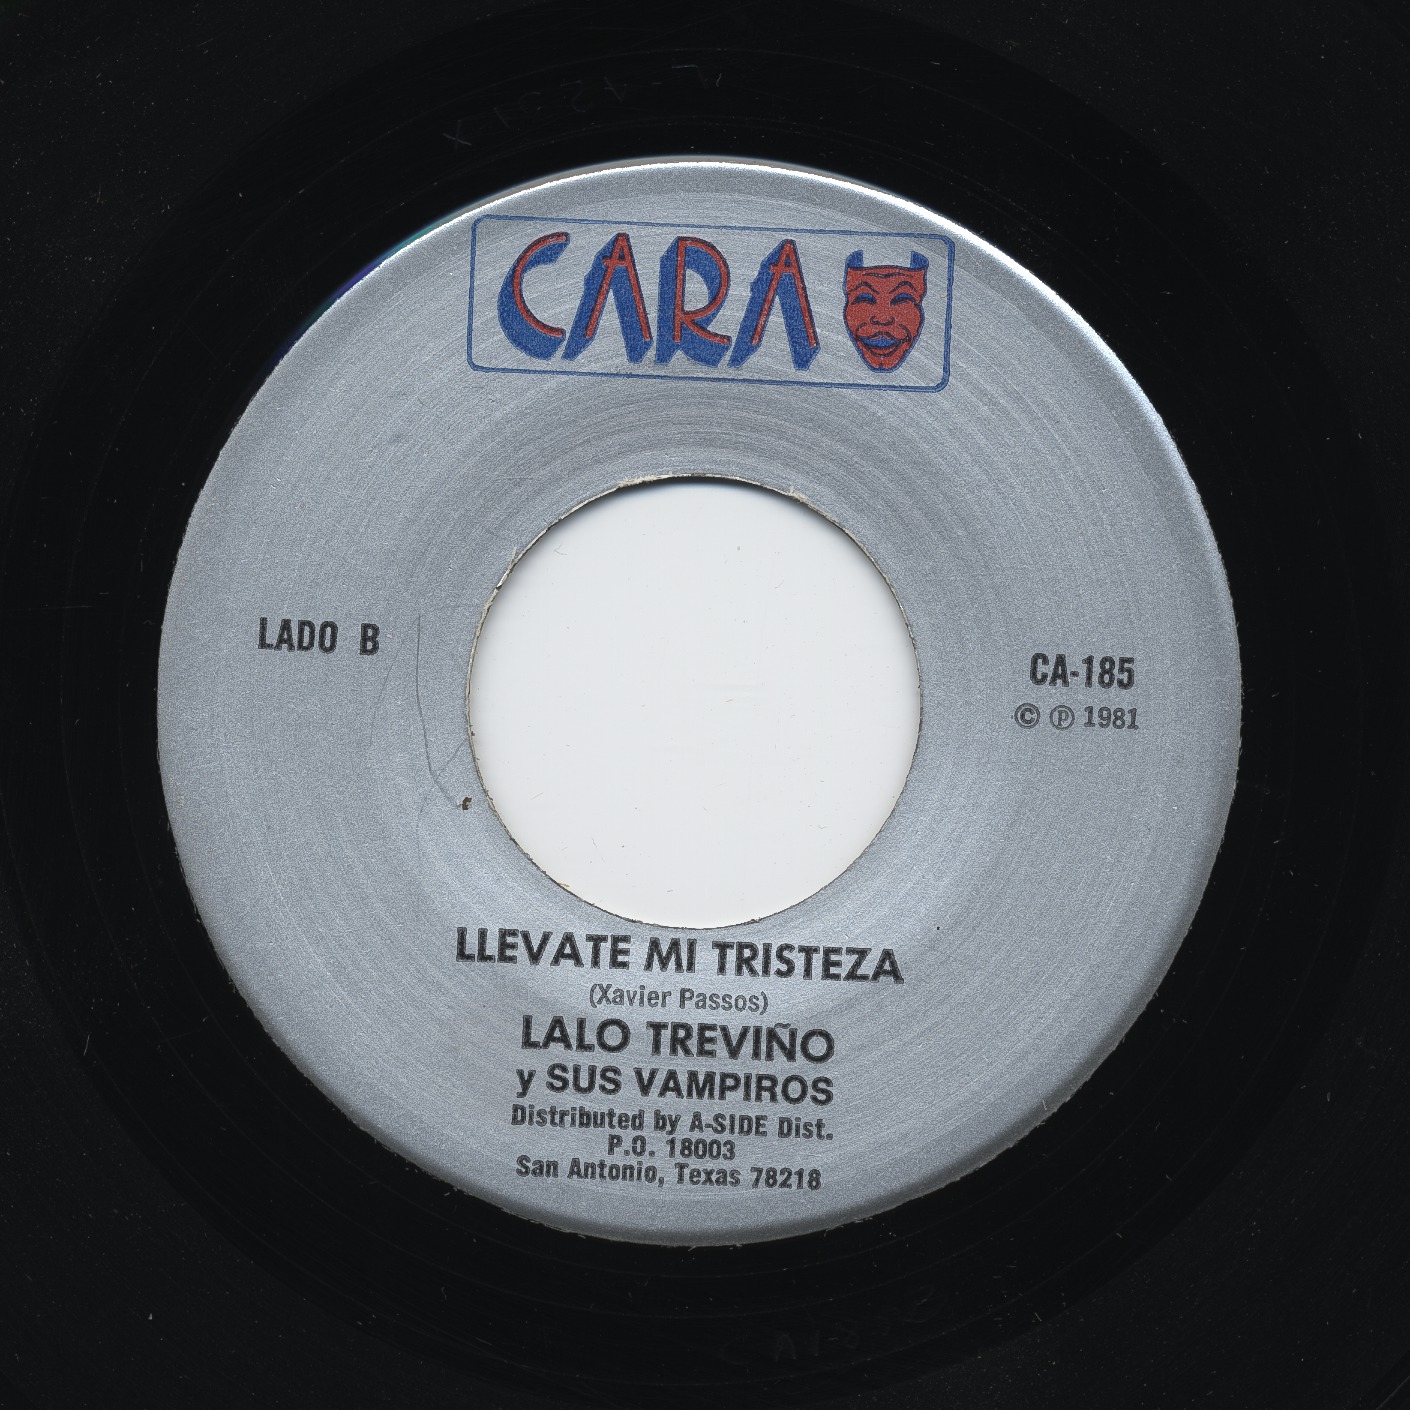 CARA
LADO B
CA-185
© ℗ 1981
LLEVATE MI TRISTEZA
(Xavier Passos)
LALO TREVIÑO
y SUS VAMPIROS
Distributed by A-SIDE Dist.
P.O. 18003
San Antonio, Texas 78218